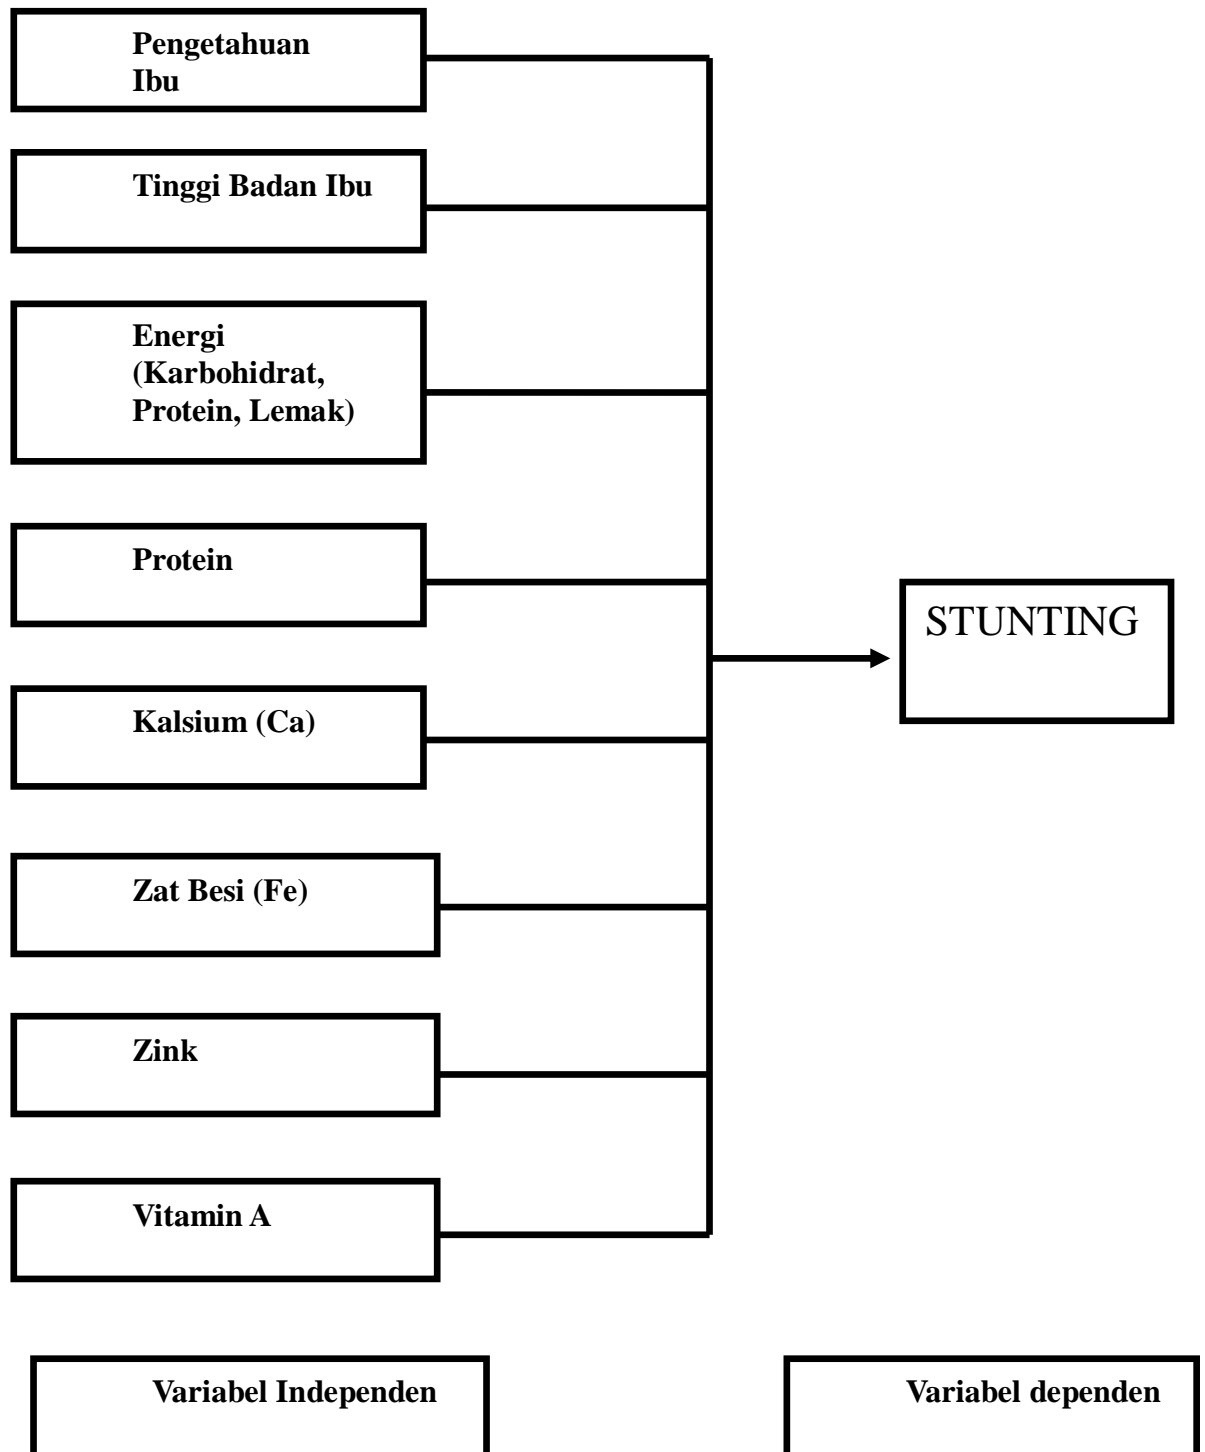 Pengetahuan
Ibu
Tinggi Badan Ibu
Energi
(Karbohidrat,
Protein, Lemak)
Protein
STUNTING
Kalsium (Ca)
Zat Besi (Fe)
Zink
Vitamin A
Variabel Independen
Variabel dependen